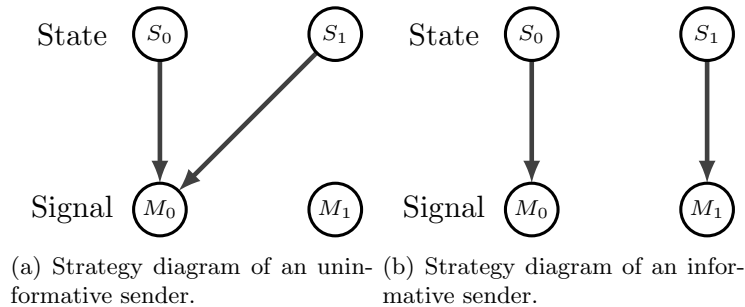 State S0 S1 State S0 S1
Signal M0 M1 Signal M0 M1
(a) Strategy diagram of an unin-
formative sender.
(b) Strategy diagram of an infor-
mative sender.